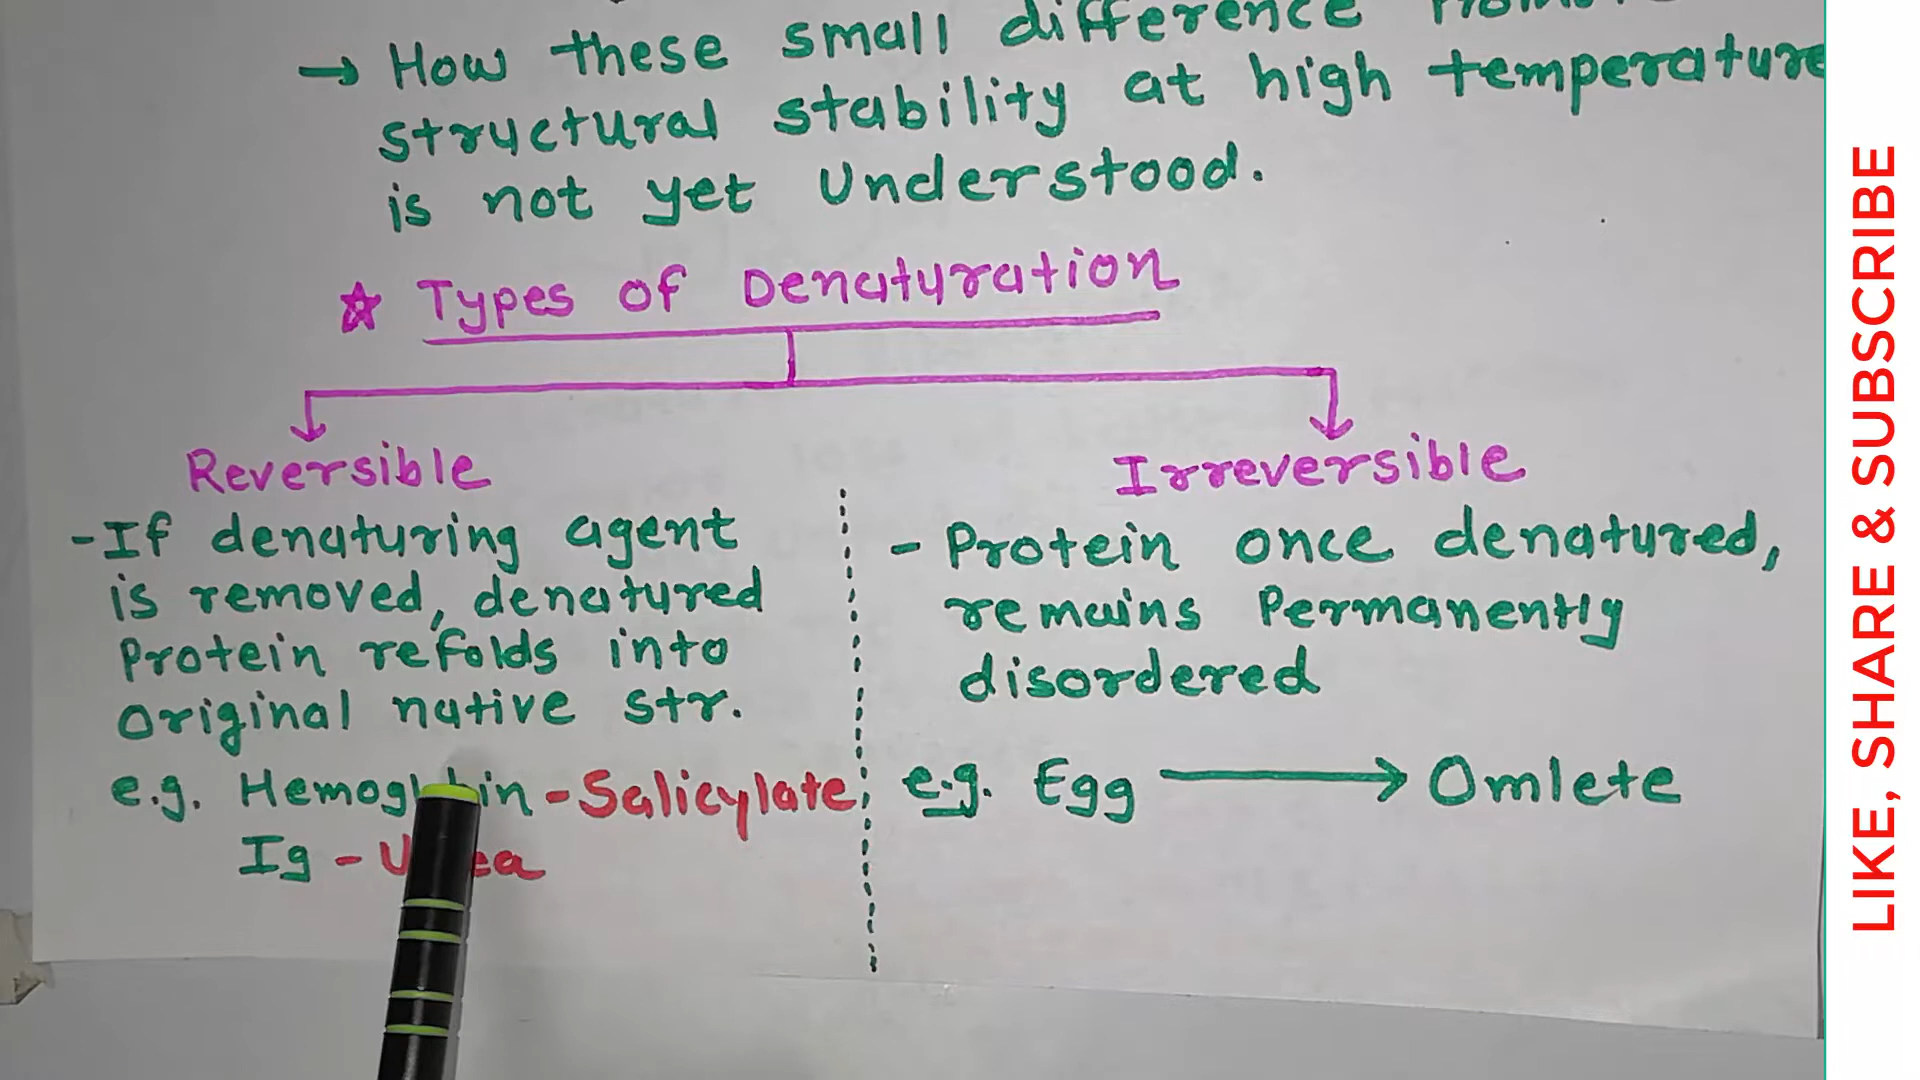 → How these small difference
structural stability at high temperature
is not yet Understood.
☆ Types of Denaturation
Reversible
-If denaturing agent
is removed, denatured
Protein refolds into
Original native str.
e.g. Hemoglobin - Salicylate
Ig - Urea
Irreversible
- Protein once denatured,
remains Permanently
disordered
e.g. Egg → Omlete
LIKE, SHARE & SUBSCRIBE